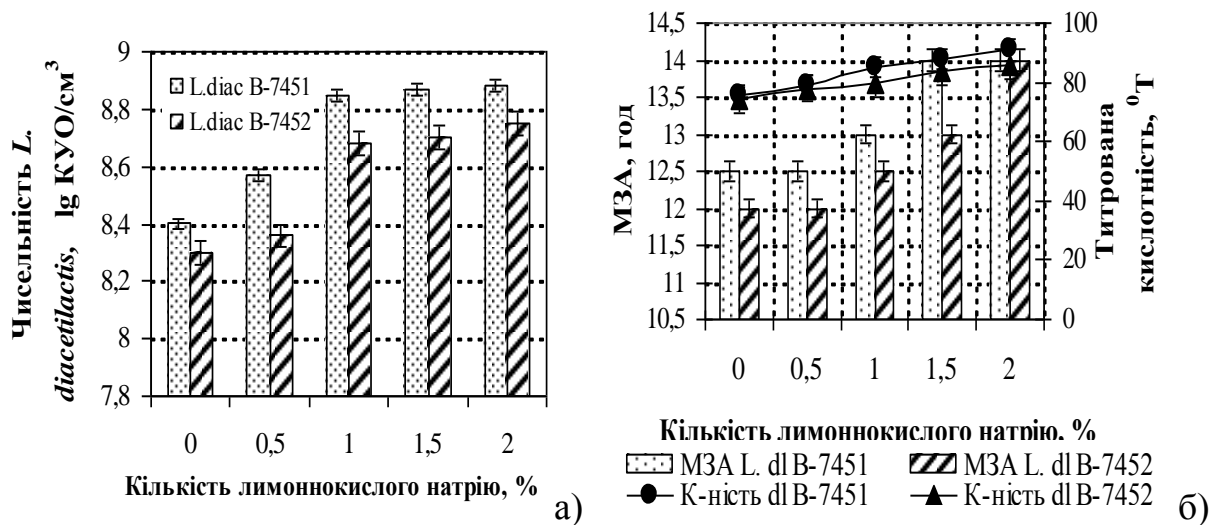 9
8,8
8,6
8,4
8,2
8
7,8
Чисельність L.
diacetilactis, lg КУО/см³
L.diac B-7451
L.diac B-7452
0 0,5 1 1,5 2
Кількість лимоннокислого натрію, %
а)
14,5
14
13,5
13
12,5
12
11,5
11
10,5
МЗА, год
100
80
60
40
20
0
Титрована
кислотність, ⁰Т
0 0,5 1 1,5 2
Кількість лимоннокислого натрію, %
МЗА L. dl B-7451 МЗА L. dl B-7452
К-ність dl B-7451 К-ність dl B-7452
б)